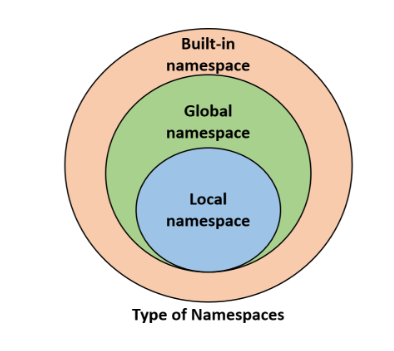 Built-in
namespace
Global
namespace
Local
namespace
Type of Namespaces